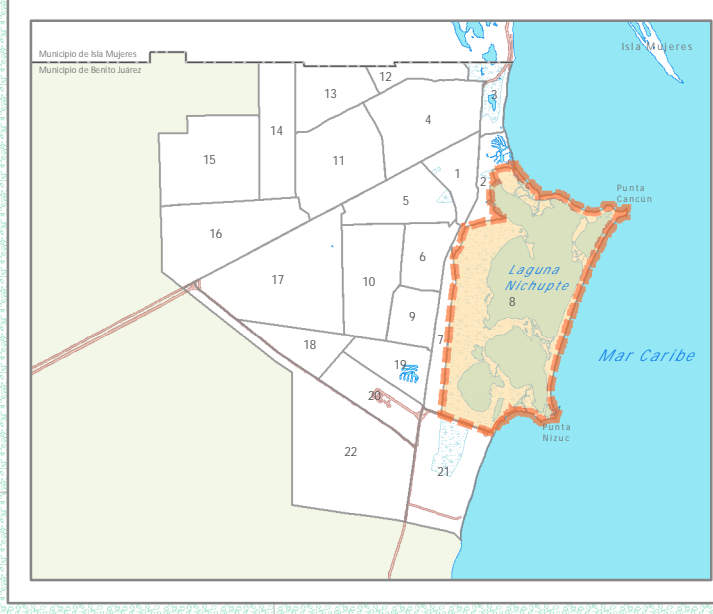 Isla Mujeres
Municipio de Isla Mujeres
Municipio de Benito Juárez
12
13
3
4
14
15
11
1
2
Punta
Cancún
5
16
6
Laguna
Nichupte
17
10
8
9
7
18
Mar Caribe
19
20
Punta
Nizuc
22
21